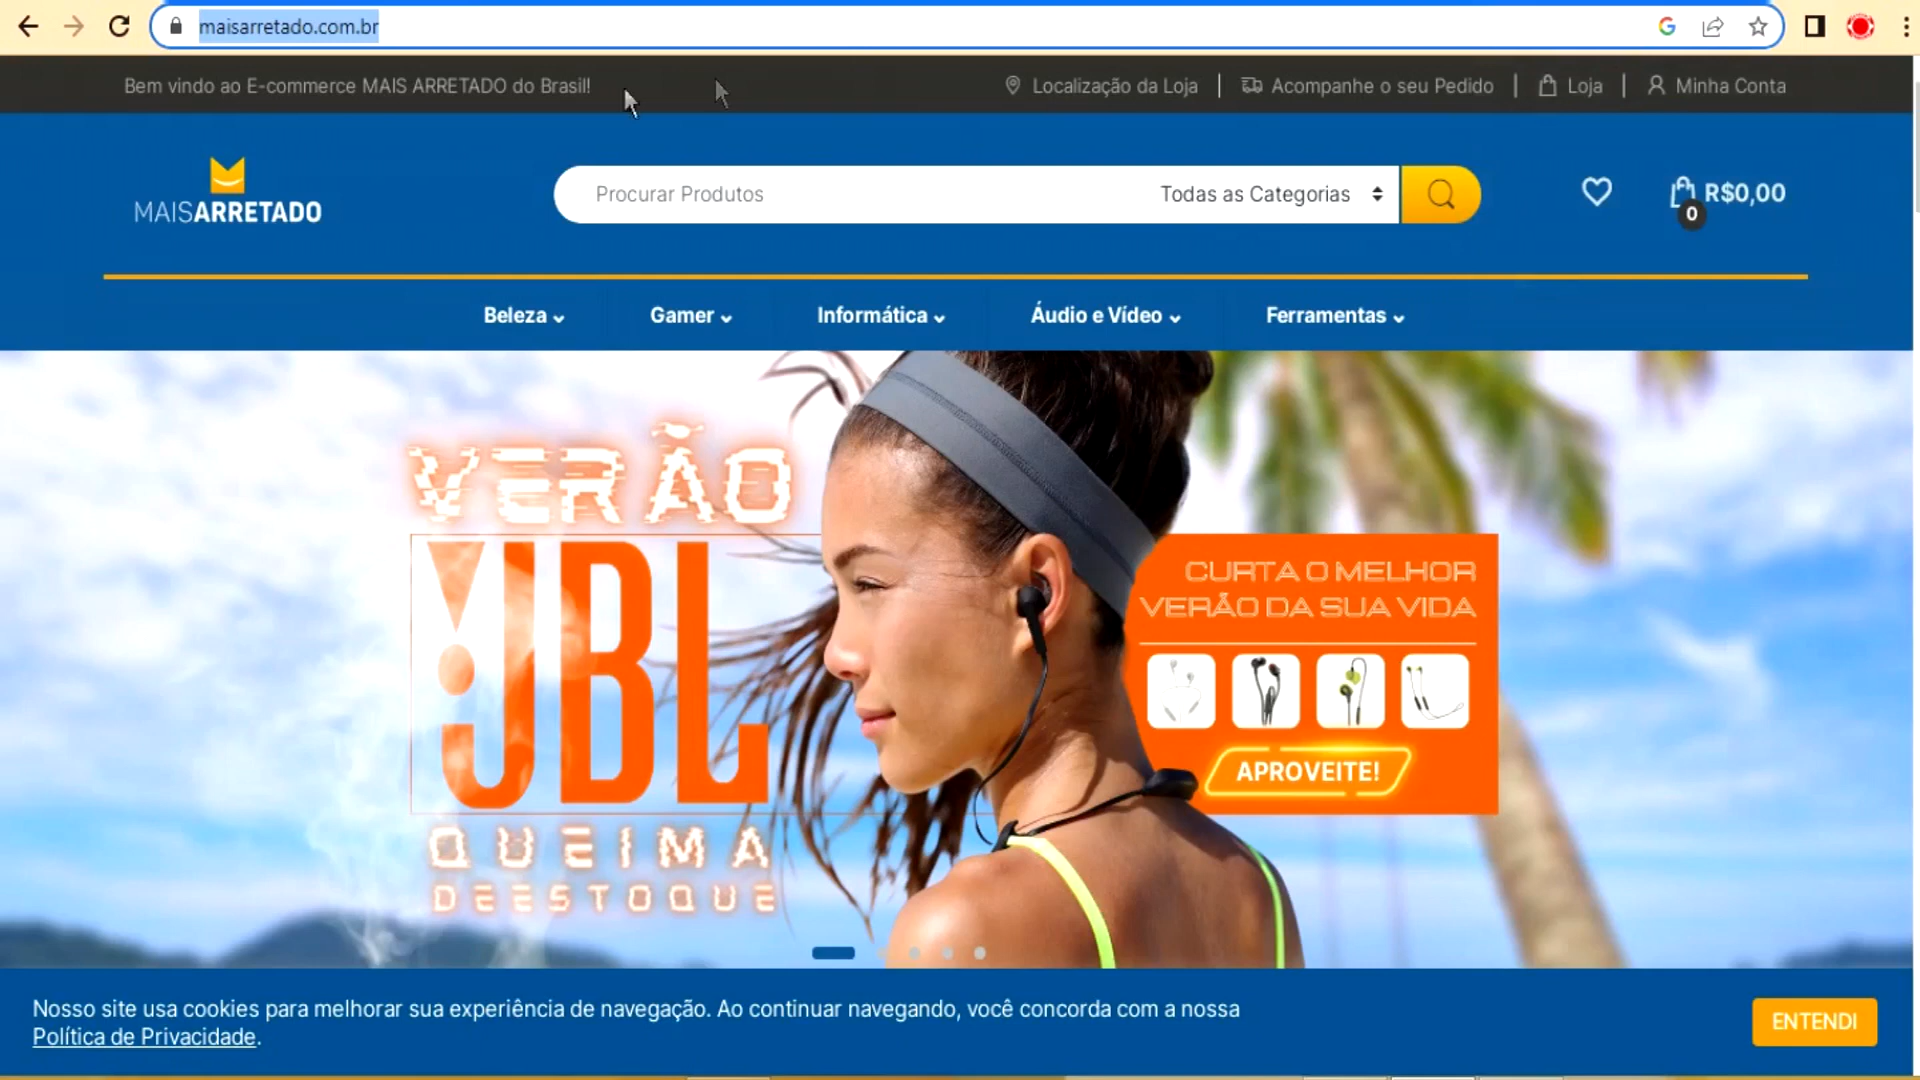 maisarretado.com.br
Bem vindo ao E-commerce MAIS ARRETADO do Brasil!
Localização da Loja
Acompanhe o seu Pedido
Loja
Minha Conta
MAISARRETADO
Procurar Produtos
Todas as Categorias
R$0,00
0
Beleza
Gamer
Informática
Áudio e Vídeo
Ferramentas
VERÃO
JBL
QUEIMA
DE ESTOQUE
CURTA O MELHOR
VERÃO DA SUA VIDA
APROVEITE!
Nosso site usa cookies para melhorar sua experiência de navegação. Ao continuar navegando, você concorda com a nossa
Política de Privacidade.
ENTENDI